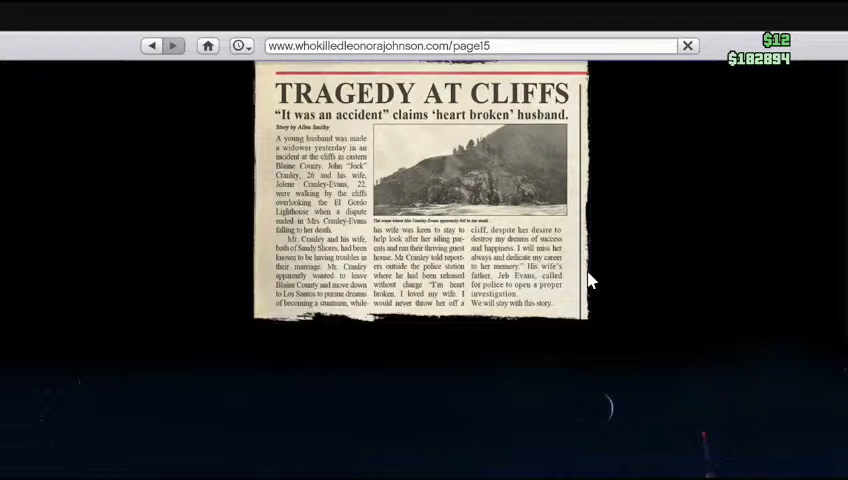 $12
www.whokilledleonorajohnson.com/page15
$182894
TRAGEDY AT CLIFFS
"It was an accident" claims 'heart broken' husband.
Story by Allen Smithy
A young husband was made
a widower yesterday in an
incident at the cliffs in eastern
Blaine County. John "Jock"
Cranley, 26 and his wife,
Jolene Cranley-Evans, 22,
were walking by the cliffs
overlooking the El Gordo
Lighthouse when a dispute
ended in Mrs Cranley-Evans
falling to her death.
Mr. Cranley and his wife,
both of Sandy Shores, had been
known to be having troubles in
their marriage. Mr. Cranley
apparently wanted to leave
Blaine County and move down
to Los Santos to pursue dreams
of becoming a stuntman, while
The scene where Mrs Cranley-Evans apparently fell to her death.
his wife was keen to stay to
help look after her ailing par-
ents and run their thriving guest
house. Mr Cranley told report-
ers outside the police station
where he had been released
without charge "I'm heart
broken, I loved my wife. I
would never throw her off a
cliff, despite her desire to
destroy my dreams of success
and happiness. I will miss her
always and dedicate my career
to her memory." His wife's
father, Jeb Evans, called
for police to open a proper
investigation.
We will stay with this story.